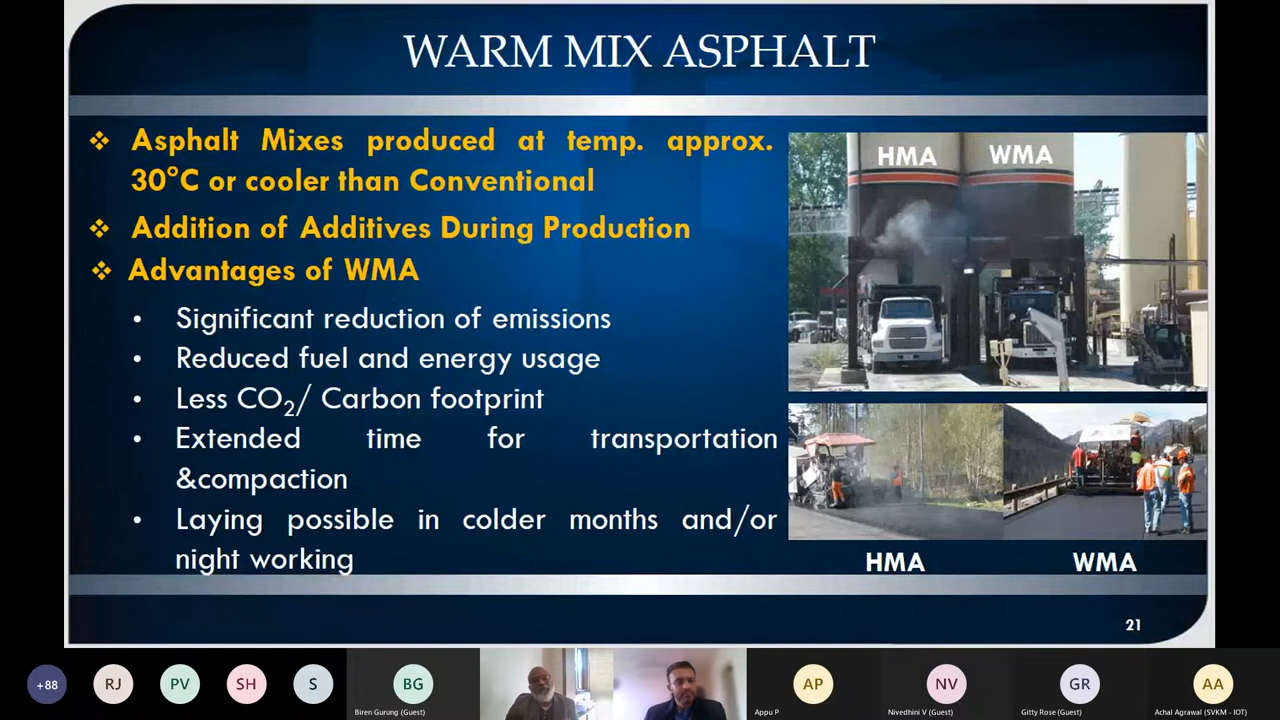 WARM MIX ASPHALT
Asphalt Mixes produced at temp. approx.
30°C or cooler than Conventional
Addition of Additives During Production
Advantages of WMA
• Significant reduction of emissions
• Reduced fuel and energy usage
• Less CO₂/ Carbon footprint
• Extended time for transportation
&compaction
• Laying possible in colder months and/or
night working
HMA WMA
HMA WMA
21
+88 RJ PV SH S BG AP NV GR AA
Biren Gurung (Guest) Appu P Nivedhini V (Guest) Gitty Rose (Guest) Achal Agrawal (SVKM - IOT)